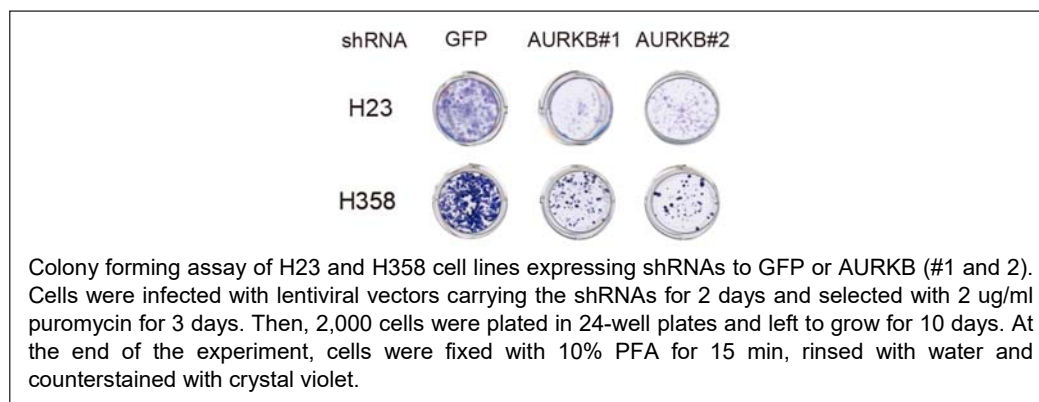 shRNA GFP AURKB#1 AURKB#2
H23
H358
Colony forming assay of H23 and H358 cell lines expressing shRNAs to GFP or AURKB (#1 and 2).
Cells were infected with lentiviral vectors carrying the shRNAs for 2 days and selected with 2 ug/ml
puromycin for 3 days. Then, 2,000 cells were plated in 24-well plates and left to grow for 10 days. At
the end of the experiment, cells were fixed with 10% PFA for 15 min, rinsed with water and
counterstained with crystal violet.